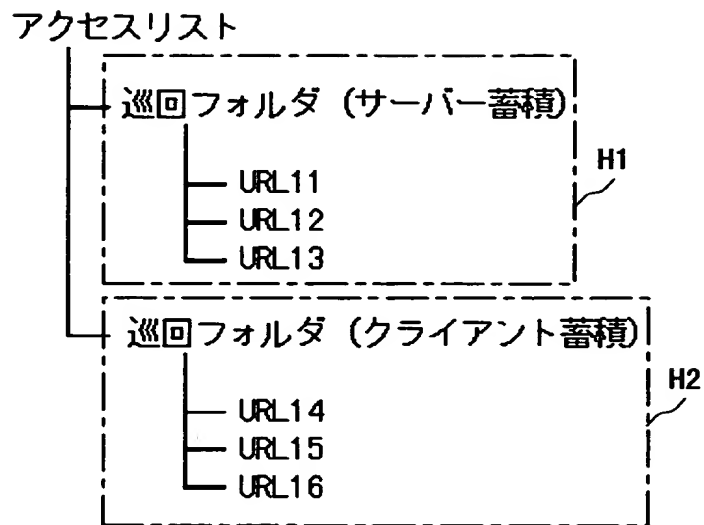 アクセスリスト
巡回フォルダ (サーバー蓄積)
H1
URL11
URL12
URL13
巡回フォルダ (クライアント蓄積)
H2
URL14
URL15
URL16